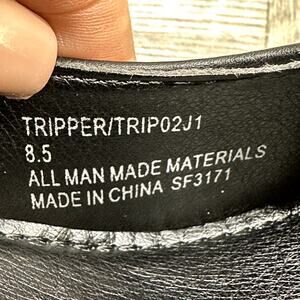 TRIPPER/TRIP02J1
8.5
ALL MAN MADE MATERIALS
MADE IN CHINA SF3171